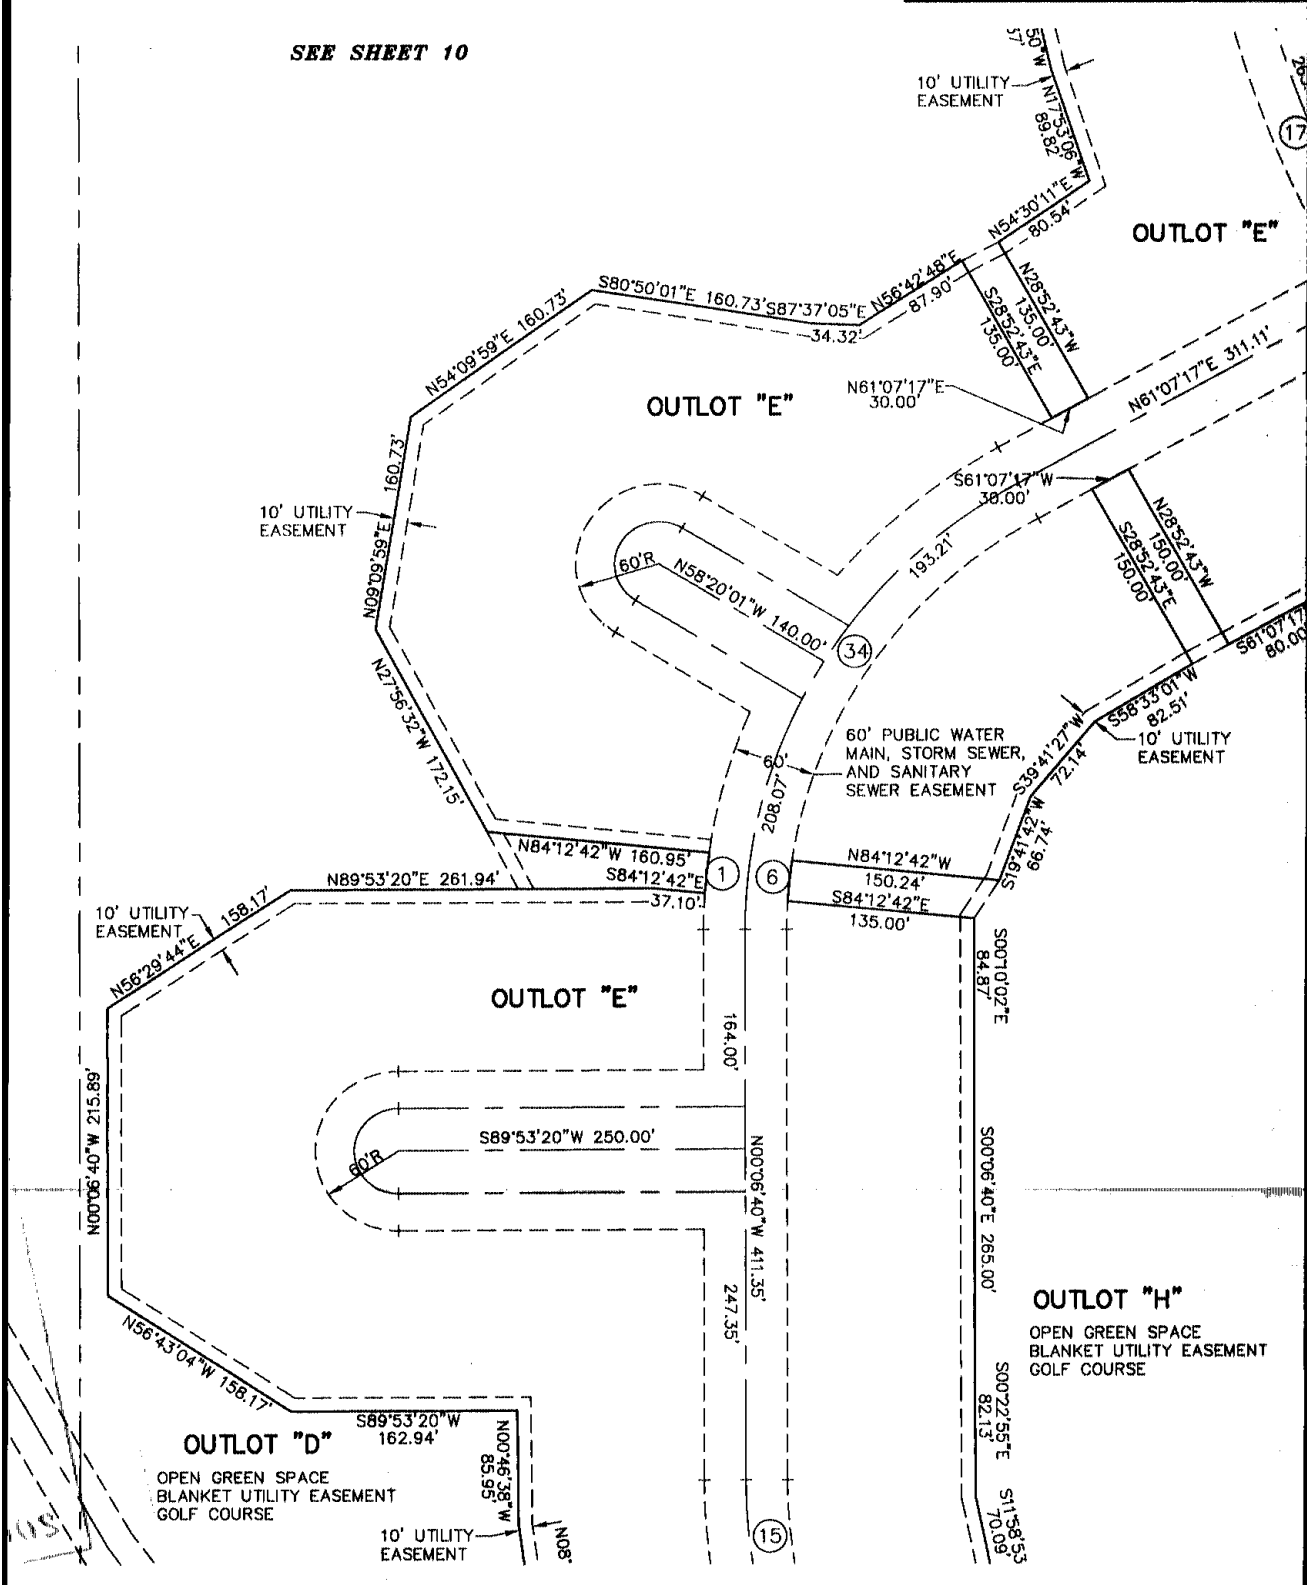 SEE SHEET 10
50"W
37'
10' UTILITY
EASEMENT
N17°53'06"W
89.82'
17
N54°30'11"E
80.54'
OUTLOT "E"
S80°50'01"E 160.73'
S87°37'05"E
34.32'
N56°42'48"E
87.90'
N28°52'43"W
135.00'
S28°52'43"E
135.00'
N54°09'59"E 160.73'
OUTLOT "E"
N61°07'17"E
30.00'
N61°07'17"E 311.11'
N09°09'59"E 160.73'
10' UTILITY
EASEMENT
S61°07'17"W
30.00'
193.21'
N28°52'43"W
150.00'
S28°52'43"E
150.00'
60'R
N58°20'01"W 140.00'
34
S61°07'17
80.00
S58°33'01"W
82.51'
10' UTILITY
EASEMENT
N27°56'32"W 172.15'
60'
208.07'
60' PUBLIC WATER
MAIN, STORM SEWER,
AND SANITARY
SEWER EASEMENT
S39°41'27"W
72.14'
S19°41'42"W
66.74'
N84°12'42"W 160.95'
S84°12'42"E
37.10'
1
6
N84°12'42"W
150.24'
S84°12'42"E
135.00'
N89°53'20"E 261.94'
10' UTILITY
EASEMENT
N56°29'44"E 158.17'
OUTLOT "E"
S00°10'02"E
84.87'
164.00'
N00°06'40"W 215.89'
S89°53'20"W 250.00'
60'R
N00°06'40"W 411.35'
247.35'
S00°06'40"E 265.00'
OUTLOT "H"
OPEN GREEN SPACE
BLANKET UTILITY EASEMENT
GOLF COURSE
N56°43'04"W 158.17'
S89°53'20"W
162.94'
OUTLOT "D"
OPEN GREEN SPACE
BLANKET UTILITY EASEMENT
GOLF COURSE
N00°46'38"W
85.95'
S00°22'55"E
82.13'
10' UTILITY
EASEMENT
N08°
15
S11°58'53
70.09'